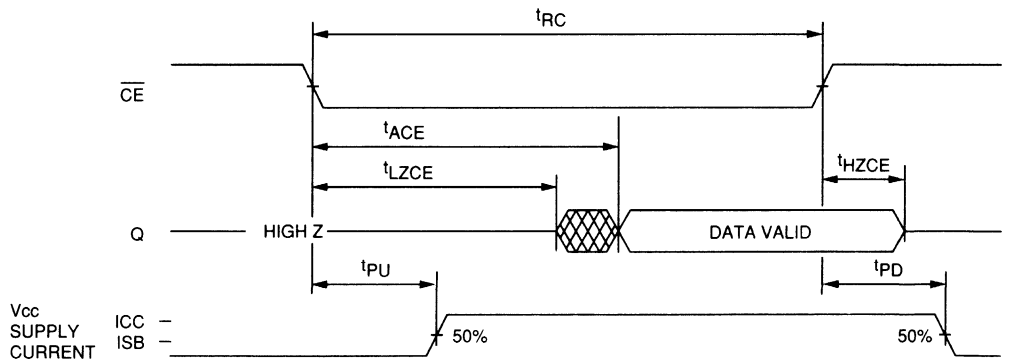 tRC
CE
tACE
tLZCE
tHZCE
Q
HIGH Z
DATA VALID
tPU
tPD
Vcc
SUPPLY
CURRENT
ICC
ISB
50%
50%